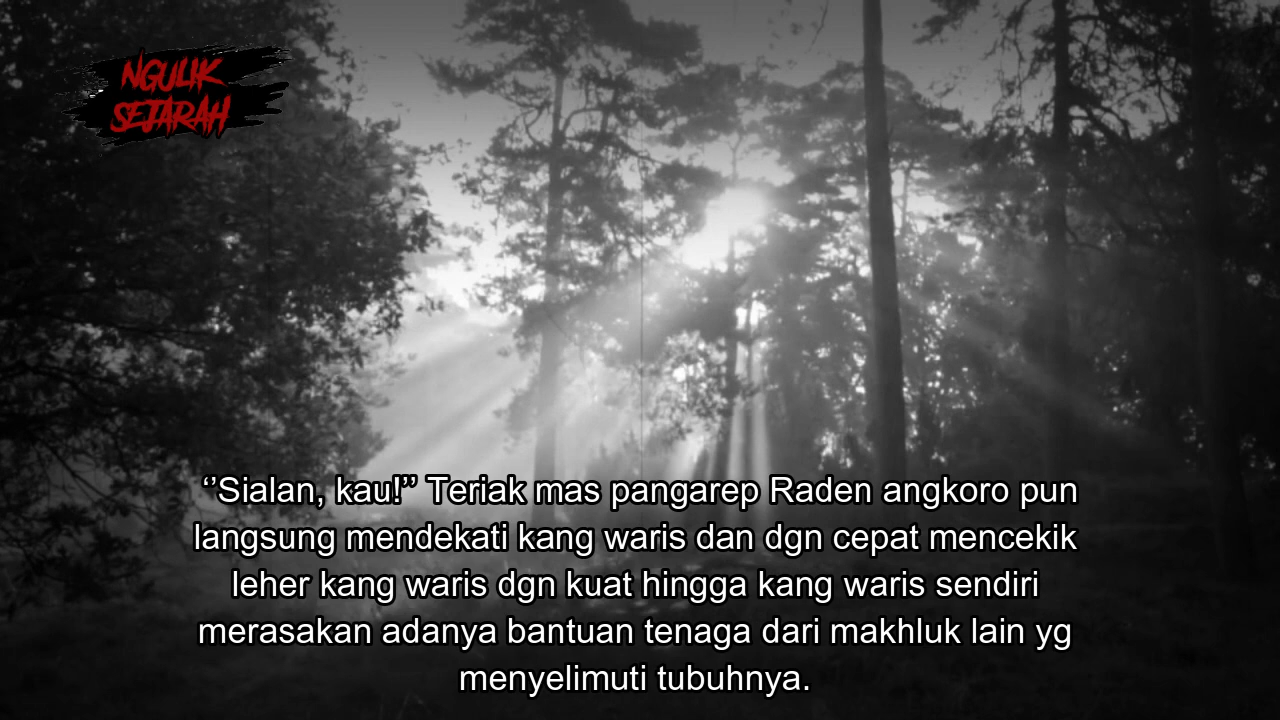 NGULIK
SEJARAH
‘’Sialan, kau!’’ Teriak mas pangarep Raden angkoro pun
langsung mendekati kang waris dan dgn cepat mencekik
leher kang waris dgn kuat hingga kang waris sendiri
merasakan adanya bantuan tenaga dari makhluk lain yg
menyelimuti tubuhnya.